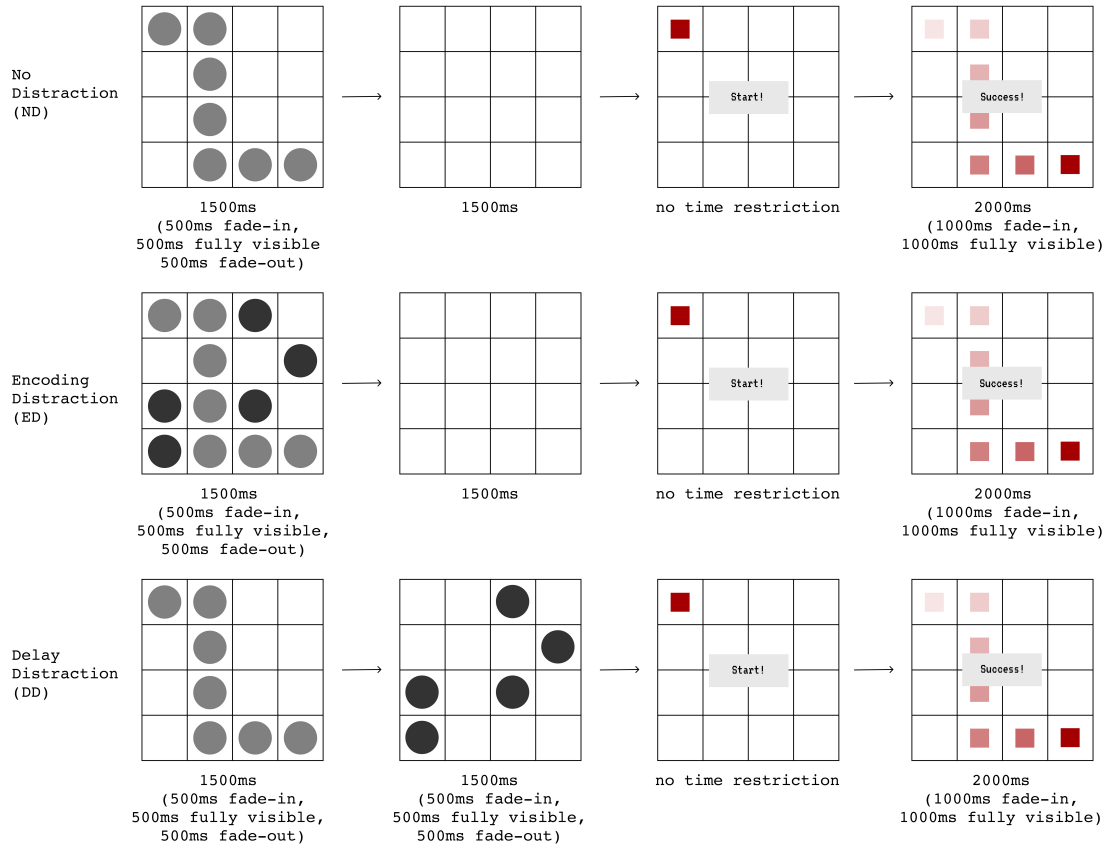 No
Distraction
(ND)
Start!
Success!
1500ms
(500ms fade-in,
500ms fully visible
500ms fade-out)
1500ms
no time restriction
2000ms
(1000ms fade-in,
1000ms fully visible)
Encoding
Distraction
(ED)
Start!
Success!
1500ms
(500ms fade-in,
500ms fully visible,
500ms fade-out)
1500ms
no time restriction
2000ms
(1000ms fade-in,
1000ms fully visible)
Delay
Distraction
(DD)
Start!
Success!
1500ms
(500ms fade-in,
500ms fully visible,
500ms fade-out)
1500ms
(500ms fade-in,
500ms fully visible,
500ms fade-out)
no time restriction
2000ms
(1000ms fade-in,
1000ms fully visible)